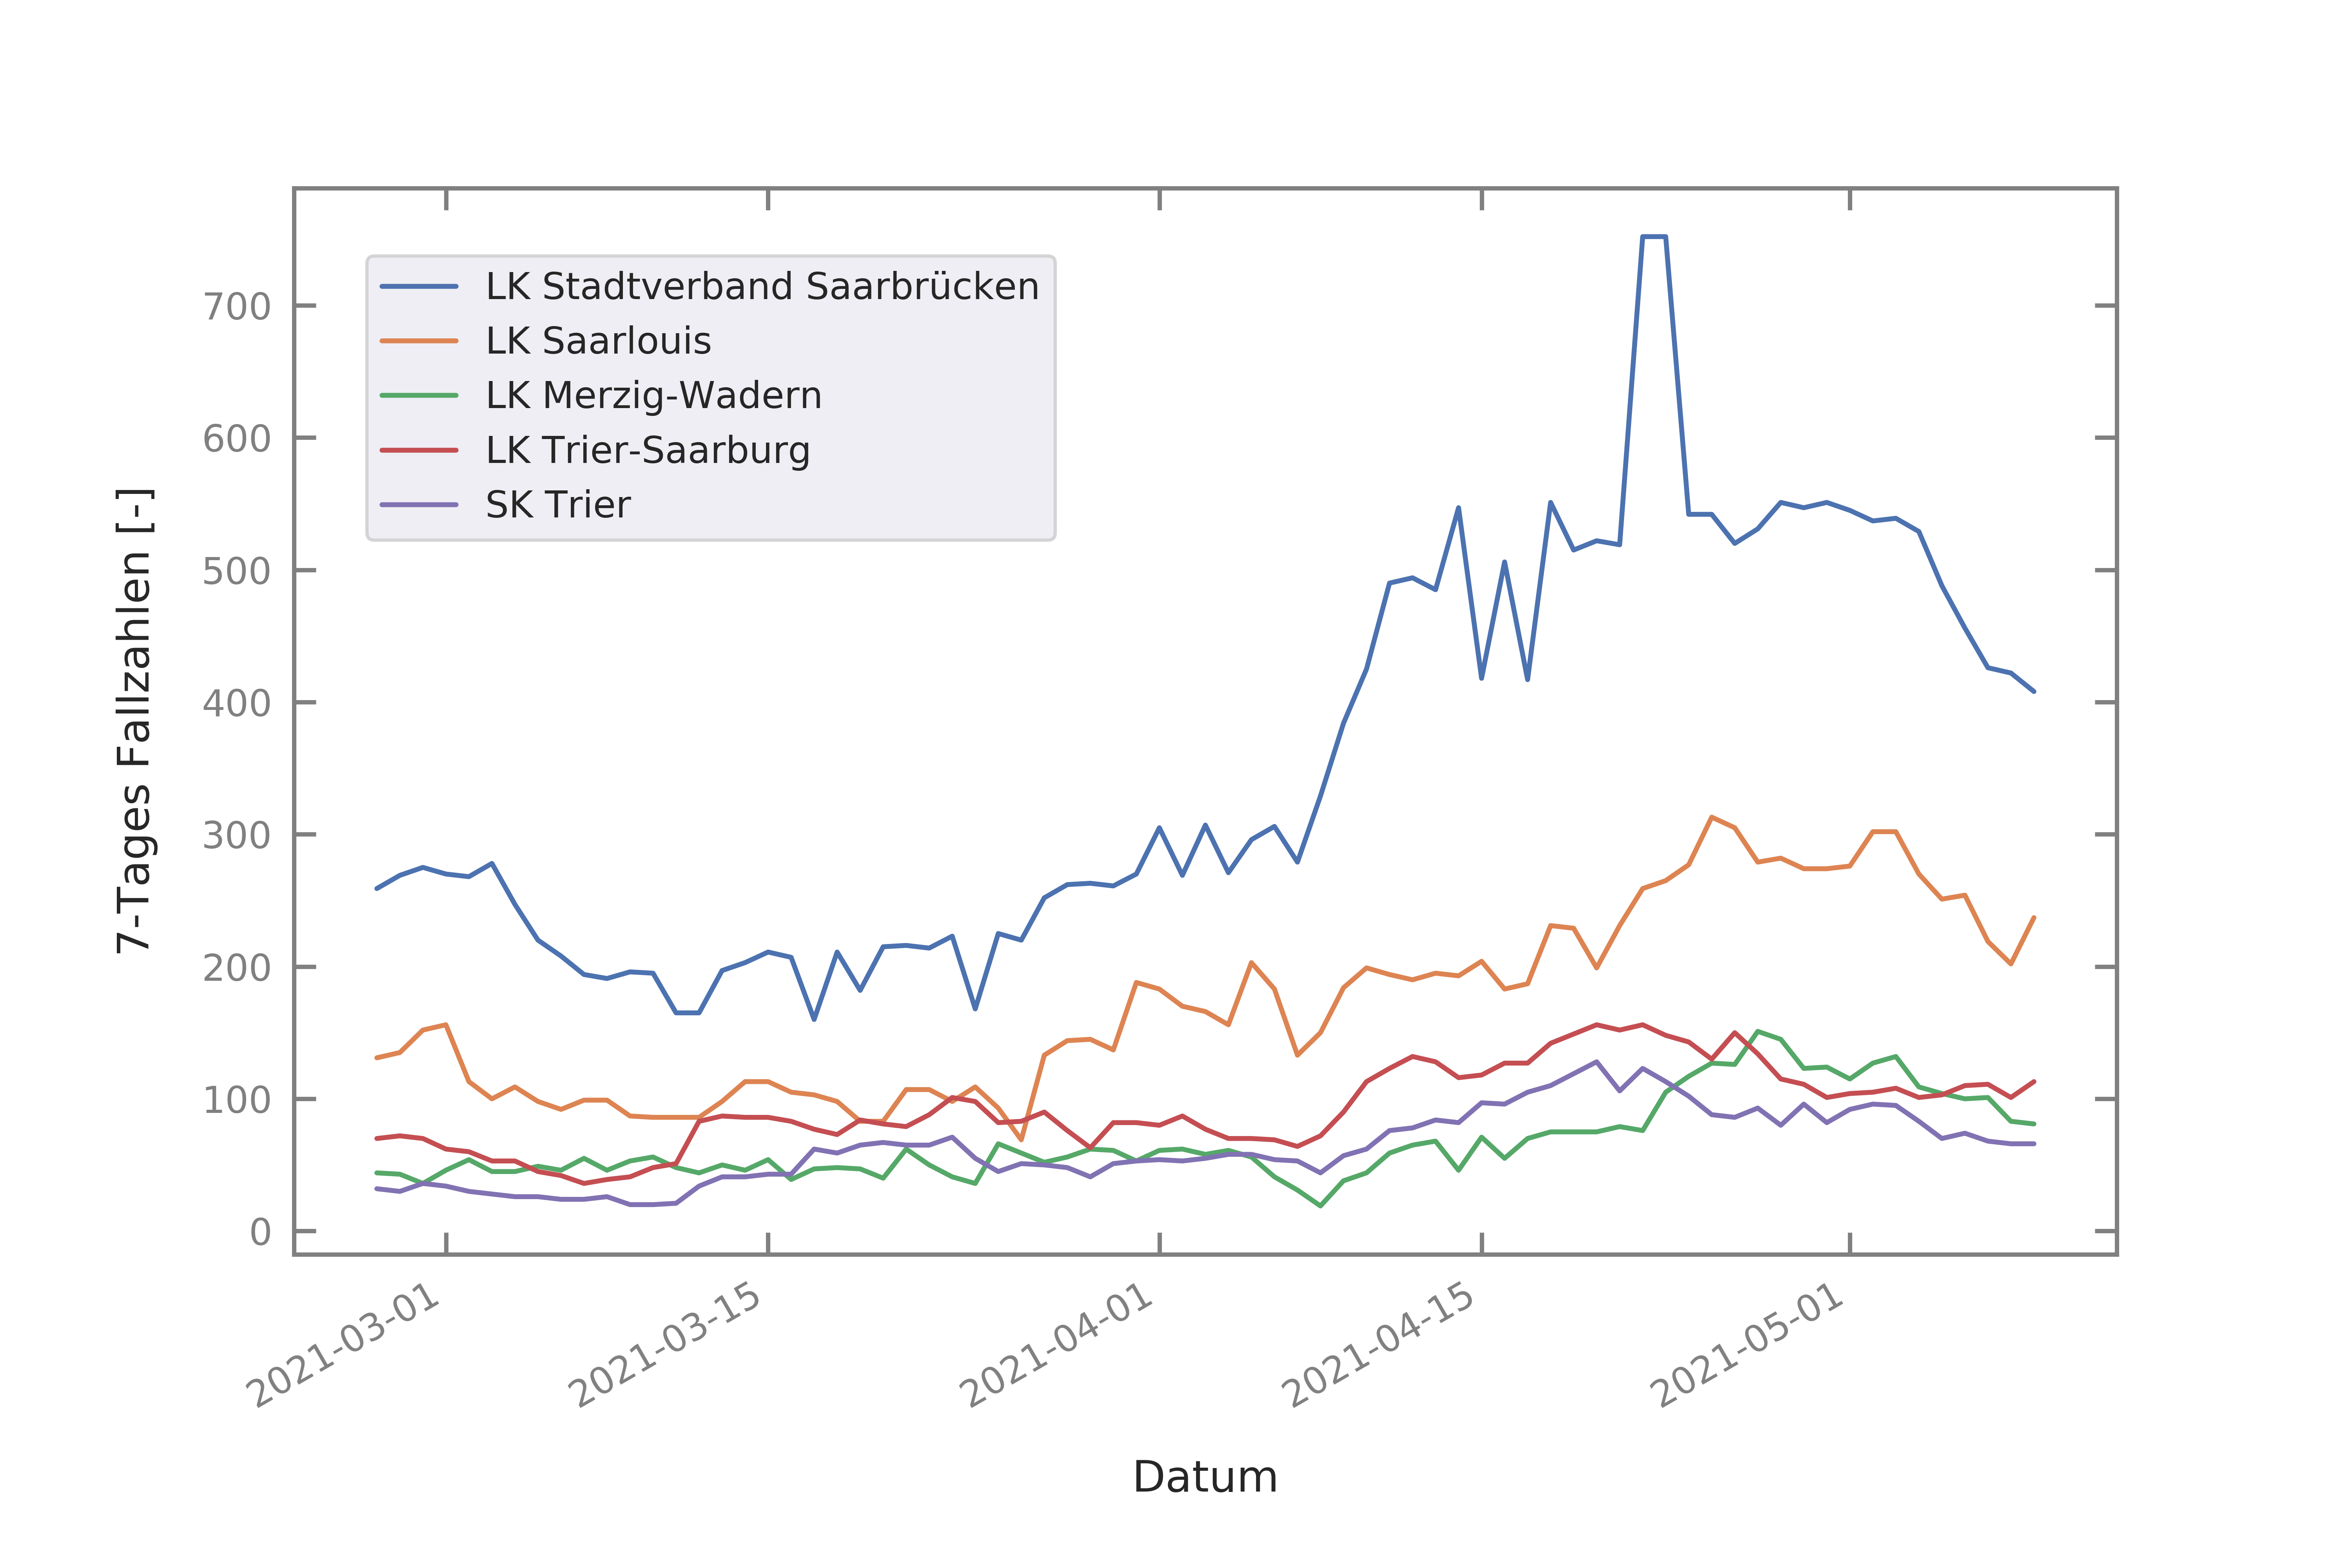 LK Stadtverband Saarbrücken
LK Saarlouis
LK Merzig-Wadern
LK Trier-Saarburg
SK Trier
7-Tages Fallzahlen [-]
700
600
500
400
300
200
100
0
2021-03-01
2021-03-15
2021-04-01
2021-04-15
2021-05-01
Datum